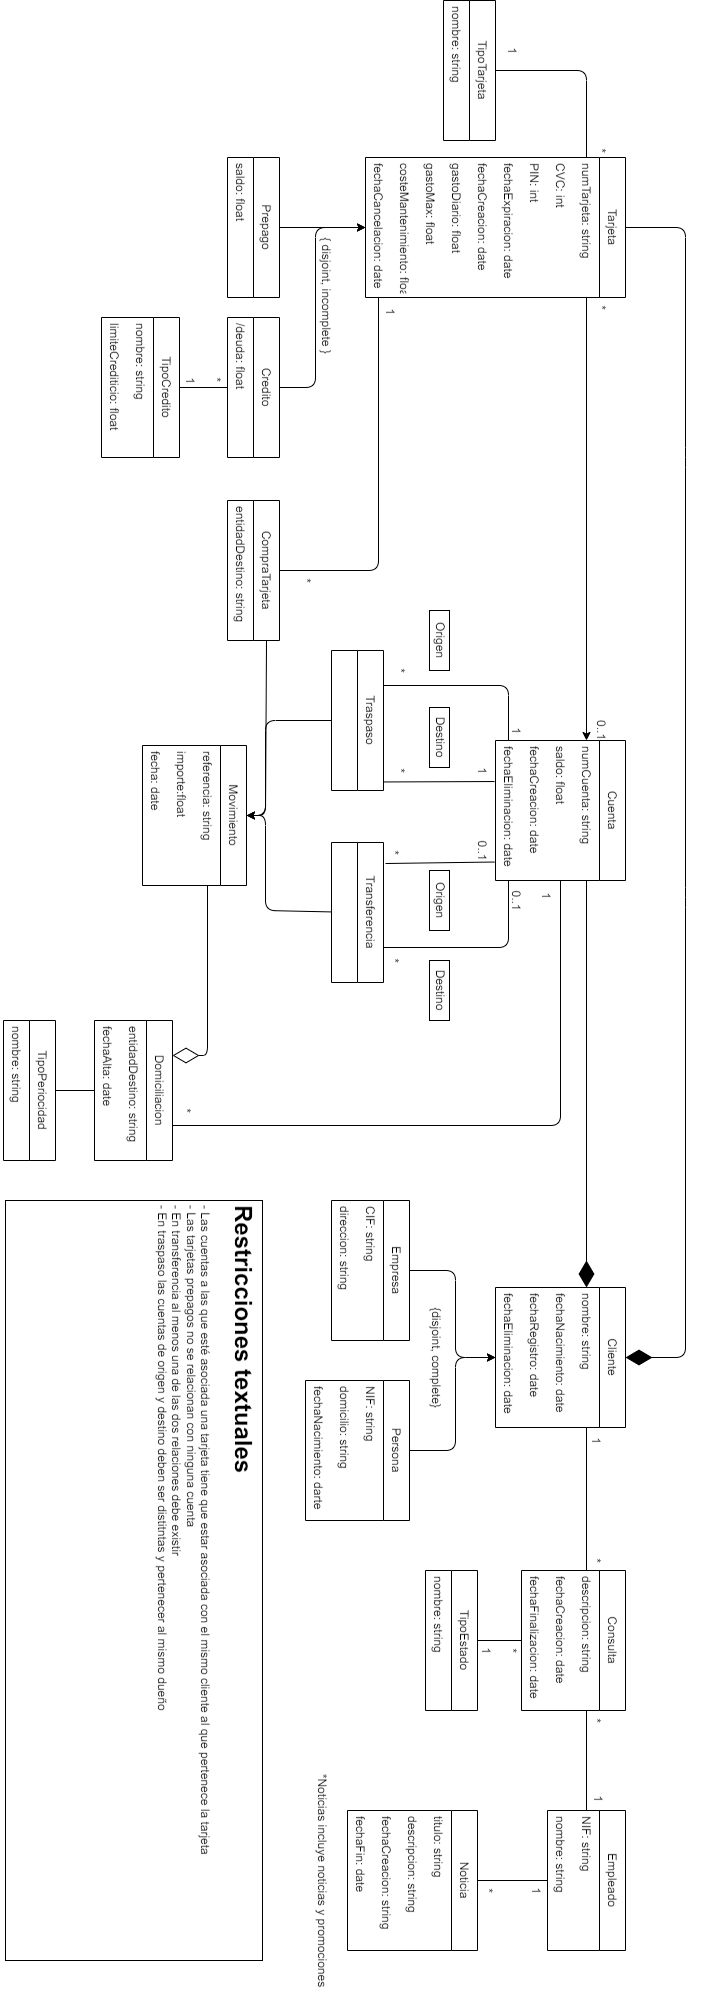 TipoTarjeta
nombre: string
1
*
Tarjeta
numTarjeta: string
CVC: int
PIN: int
fechaExpiracion: date
fechaCreacion: date
gastoDiario: float
gastoMax: float
costeMantenimiento: floa
fechaCancelacion: date
*
1
Prepago
saldo: float
{ disjoint, incomplete }
Credito
/deuda: float
*
1
TipoCredito
nombre: string
limiteCrediticio: float
CompraTarjeta
entidadDestino: string
*
Origen
Destino
Traspaso
*
*
1
1
0..1
Cuenta
numCuenta: string
saldo: float
fechaCreacion: date
fechaEliminacion: date
0..1
0..1
1
Transferencia
*
*
Origen
Destino
Movimiento
referencia: string
importe:float
fecha: date
Domiciliacion
entidadDestino: string
fechaAlta: date
*
TipoPeriocidad
nombre: string
Cliente
nombre: string
fechaNacimiento: date
fechaRegistro: date
fechaEliminacion: date
1
Empresa
CIF: string
direccion: string
{disjoint, complete}
Persona
NIF: string
domicilio: string
fechaNacimiento: darte
*
Consulta
descripcion: string
fechaCreacion: date
fechaFinalizacion: date
*
*
1
TipoEstado
nombre: string
1
Empleado
NIF: string
nombre: string
1
*
Noticia
titulo: string
descripcion: string
fechaCreacion: string
fechaFin: date
*Noticias incluye noticias y promociones
Restricciones textuales
- Las cuentas a las que esté asociada una tarjeta tiene que estar asociada con el mismo cliente al que pertenece la tarjeta
- Las tarjetas prepagos no se relacionan con ninguna cuenta
- En transferencia al menos una de las dos relaciones debe existir
- En traspaso las cuentas de origen y destino deben ser distitntas y pertenecer al mismo dueño